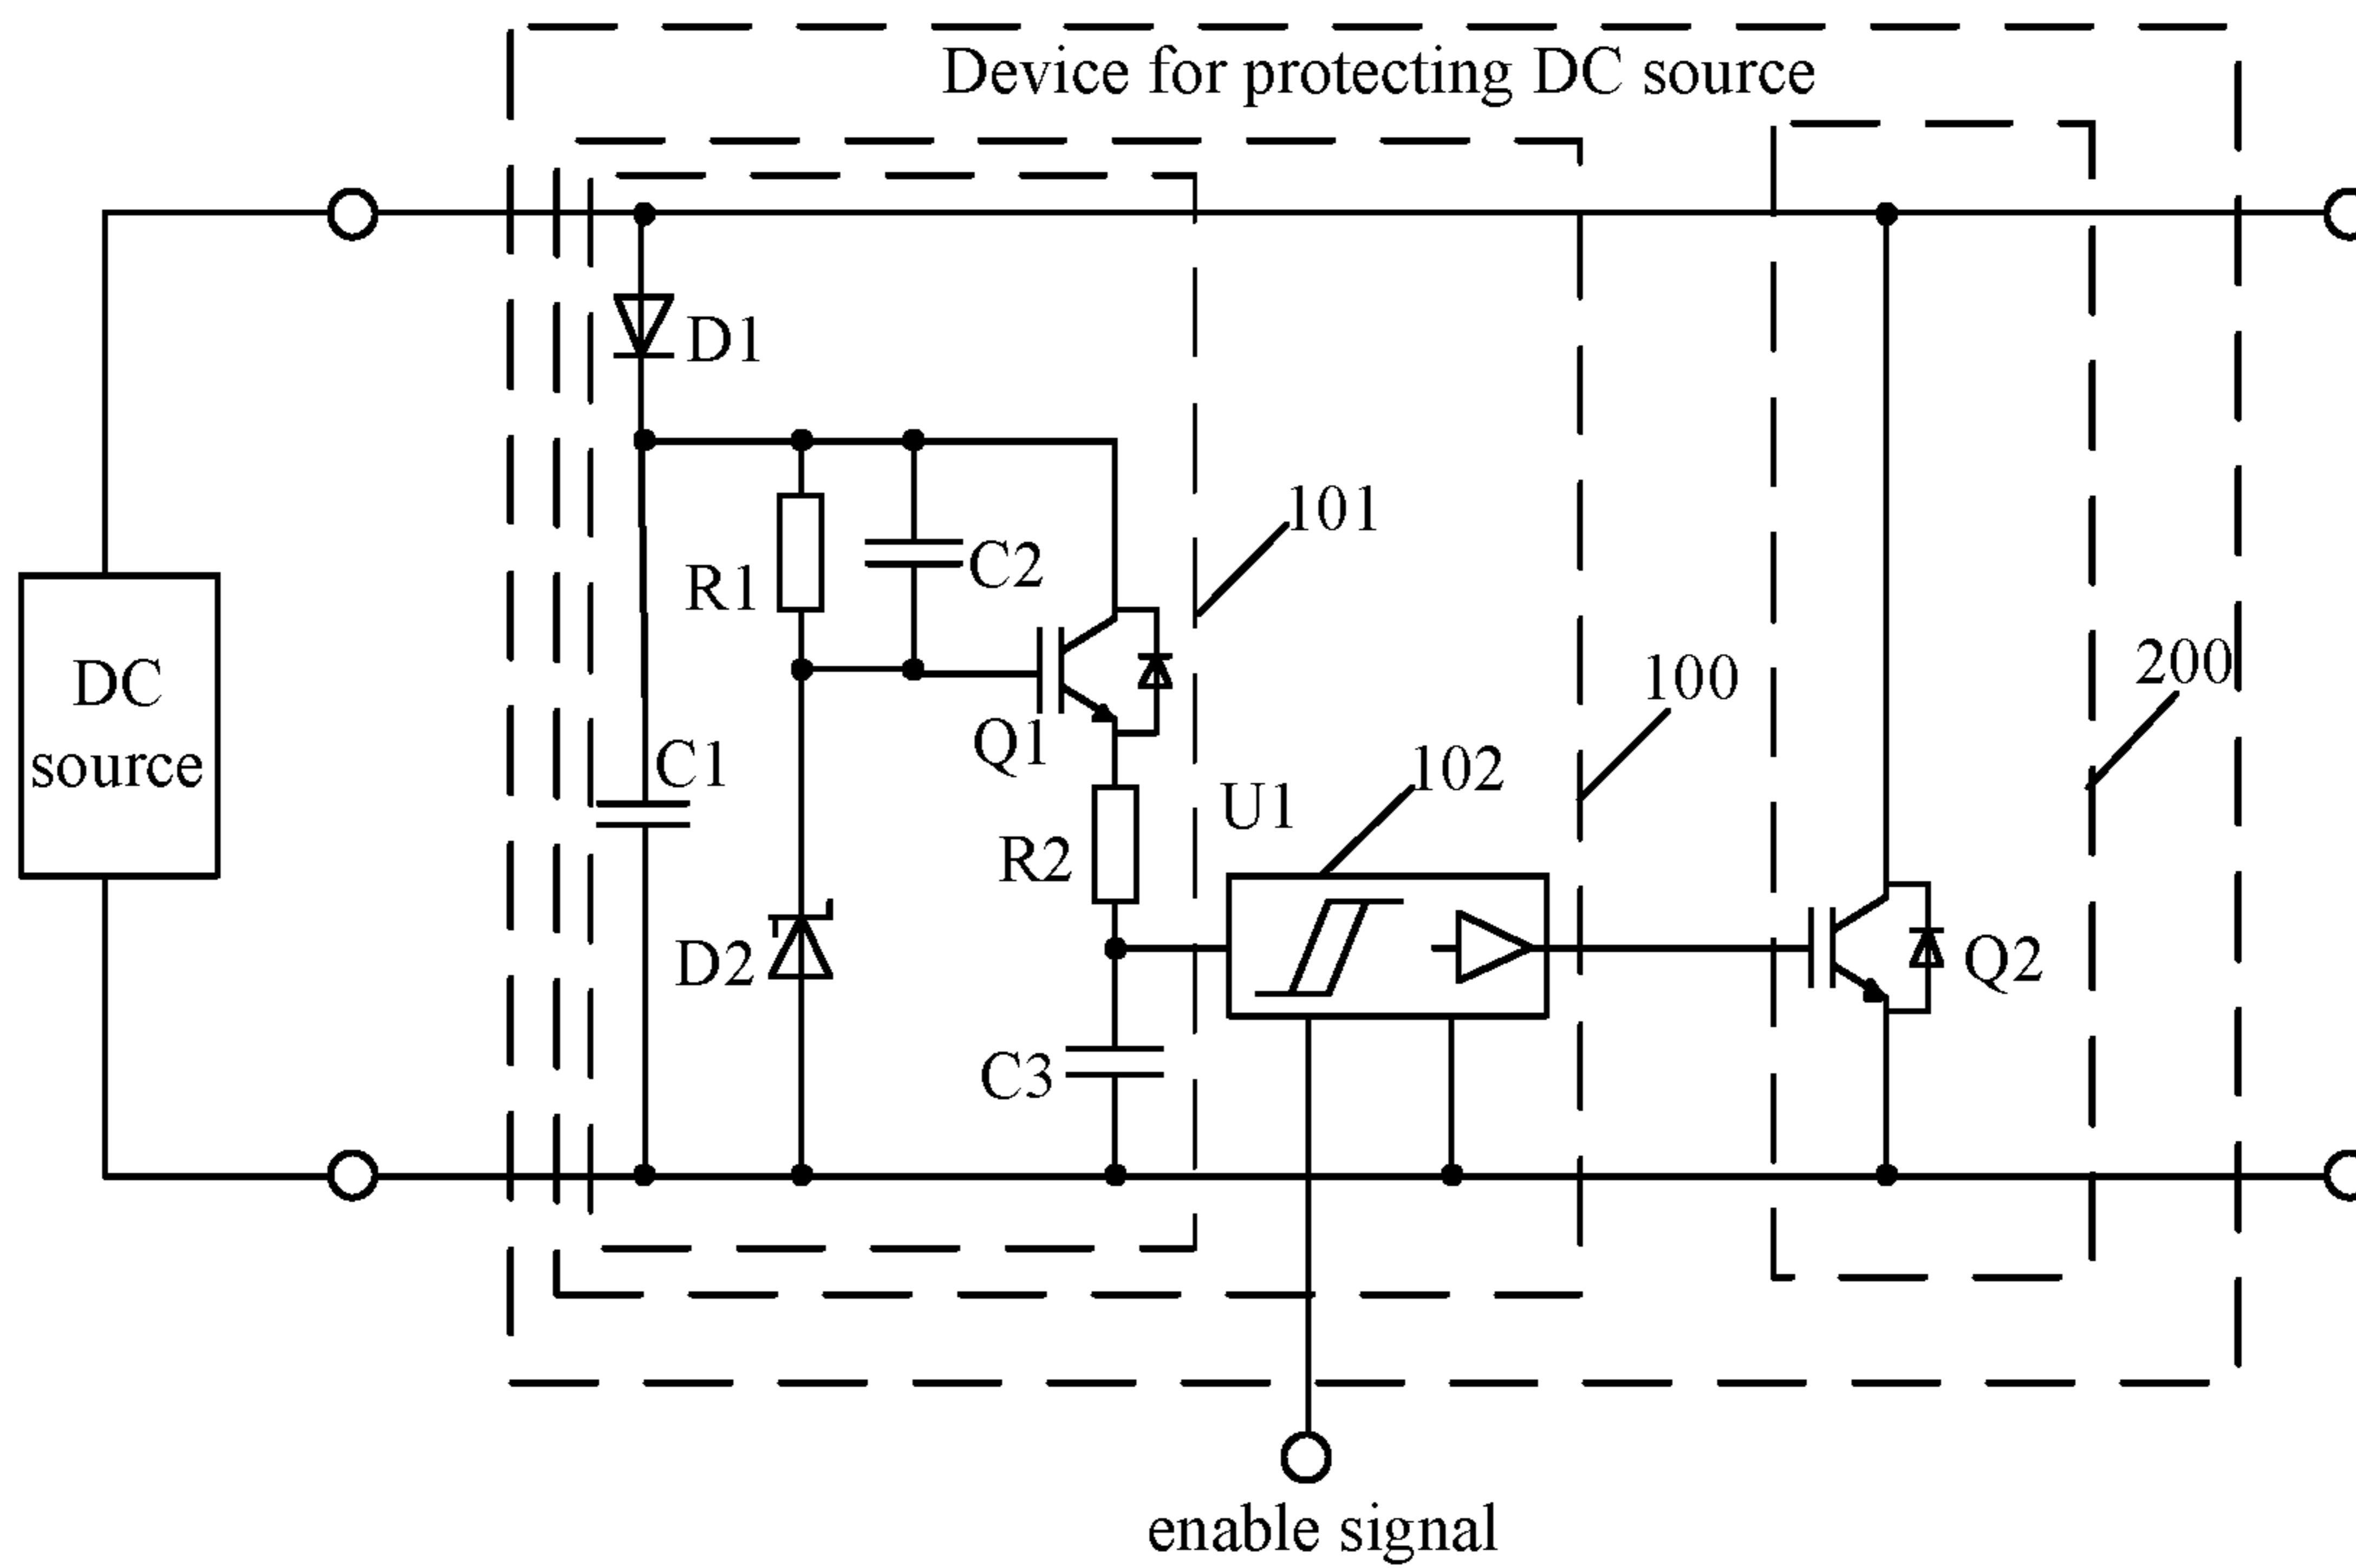 Device for protecting DC source
D1
101
R1
C2
DC
source
100
200
Q1
C1
102
U1
R2
D2
Q2
C3
enable signal